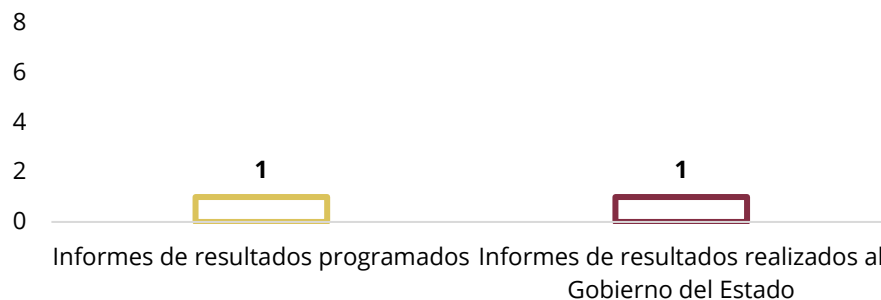 8
6
4
2
0
1
1
Informes de resultados programados
Informes de resultados realizados al
Gobierno del Estado